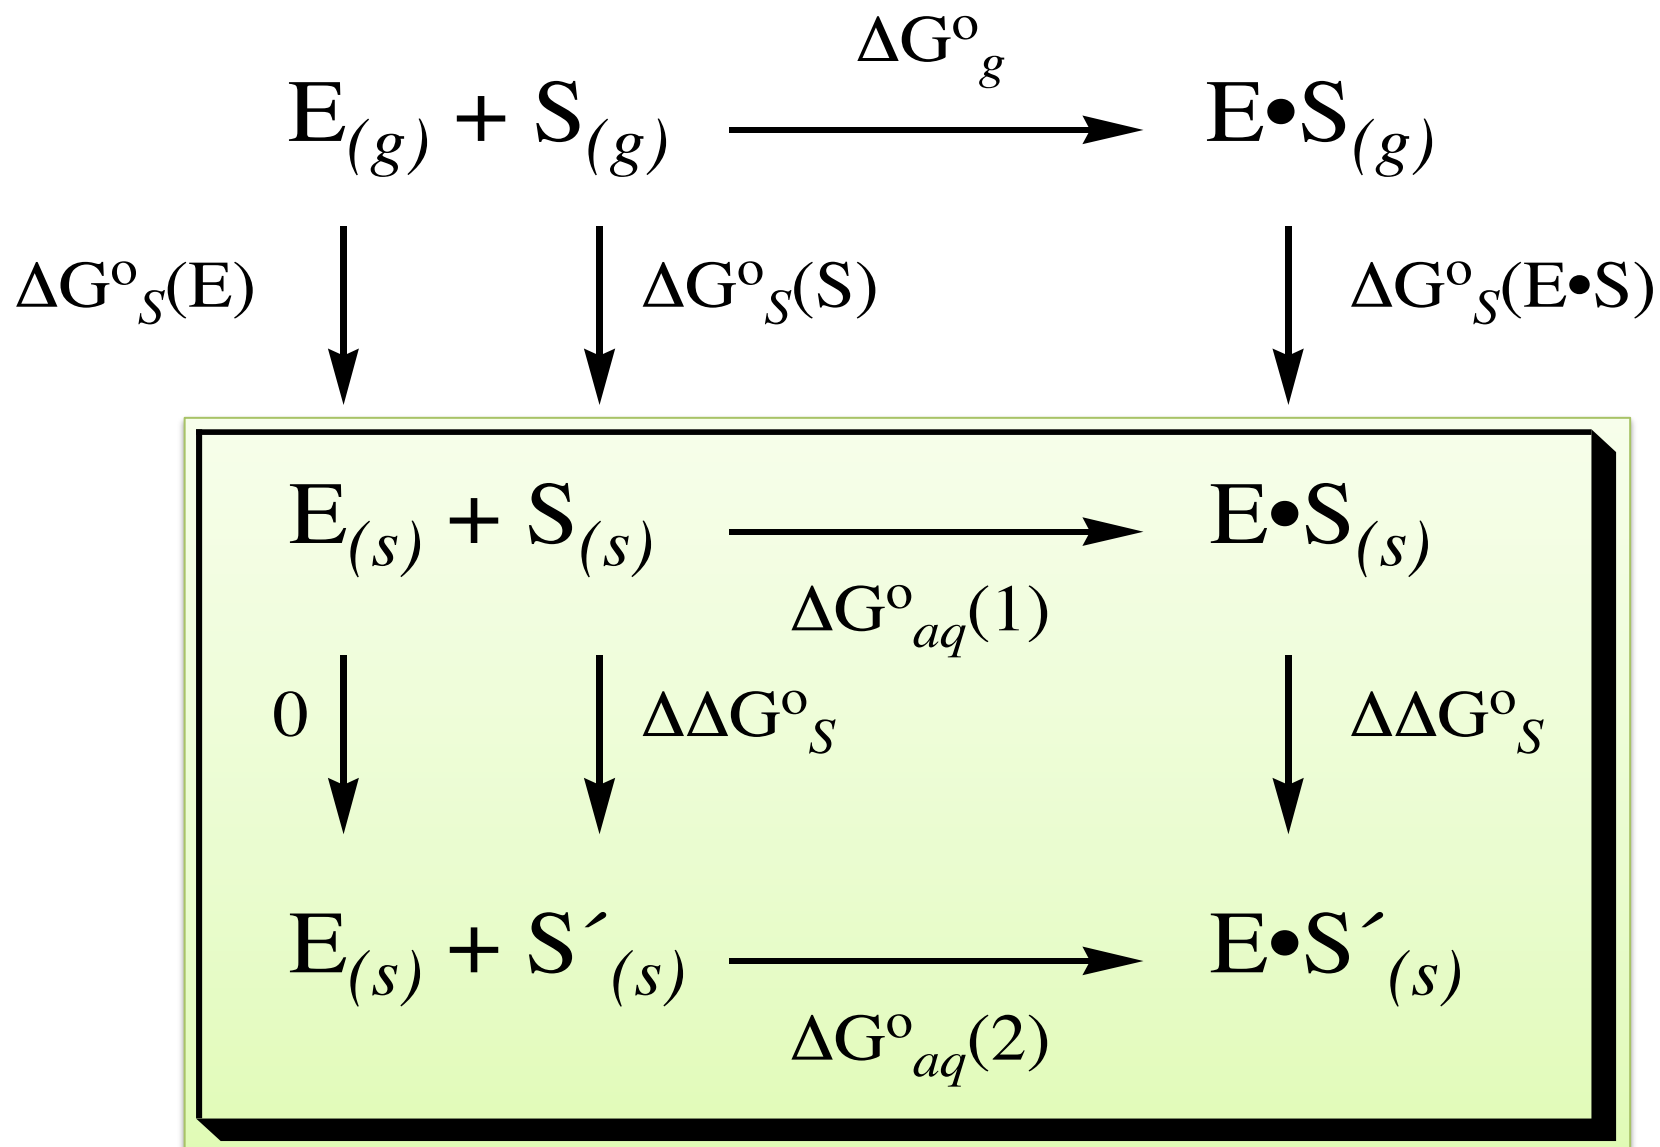 ΔG°g
E(g) + S(g) E•S(g)
ΔG°S(E) ΔG°S(S) ΔG°S(E•S)
E(s) + S(s) E•S(s)
ΔG°aq(1)
0 ΔΔG°S ΔΔG°S
E(s) + S´(s) E•S´(s)
ΔG°aq(2)